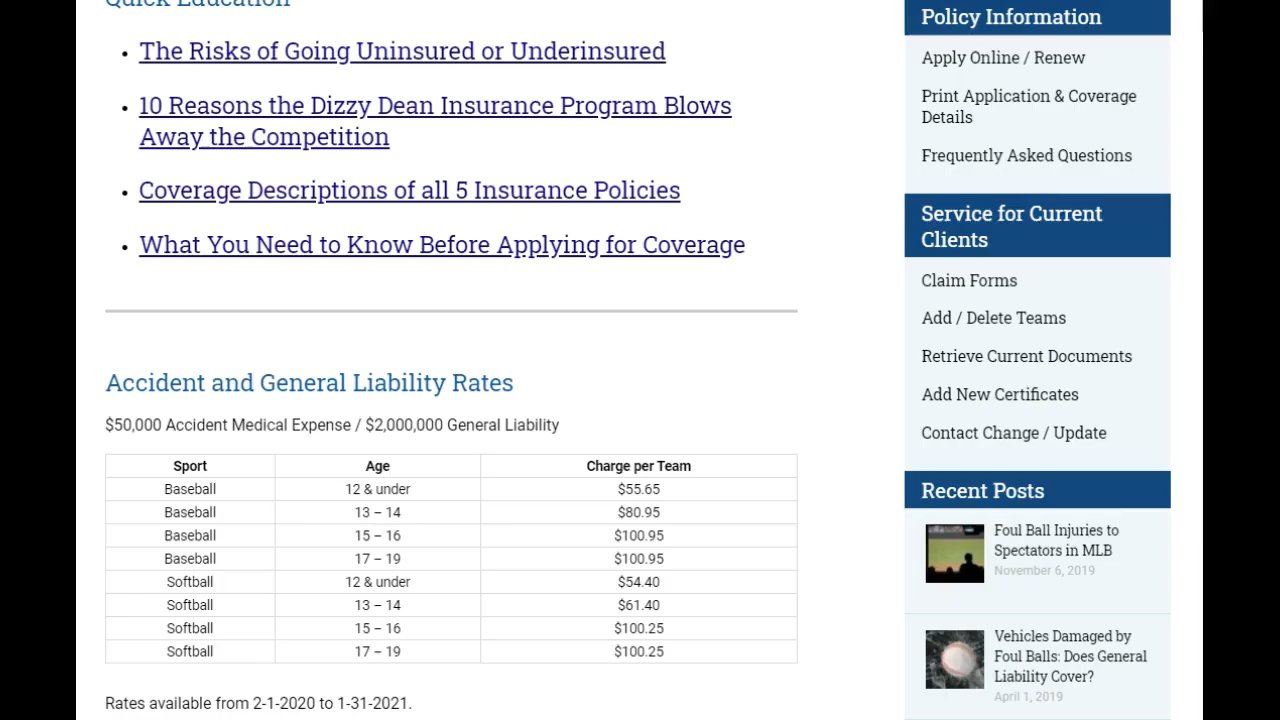 Quick Education
The Risks of Going Uninsured or Underinsured
10 Reasons the Dizzy Dean Insurance Program Blows
Away the Competition
Coverage Descriptions of all 5 Insurance Policies
What You Need to Know Before Applying for Coverage
Accident and General Liability Rates
$50,000 Accident Medical Expense / $2,000,000 General Liability
Sport Age Charge per Team
Baseball 12 & under $55.65
Baseball 13 – 14 $80.95
Baseball 15 – 16 $100.95
Baseball 17 – 19 $100.95
Softball 12 & under $54.40
Softball 13 – 14 $61.40
Softball 15 – 16 $100.25
Softball 17 – 19 $100.25
Rates available from 2-1-2020 to 1-31-2021.
Policy Information
Apply Online / Renew
Print Application & Coverage
Details
Frequently Asked Questions
Service for Current
Clients
Claim Forms
Add / Delete Teams
Retrieve Current Documents
Add New Certificates
Contact Change / Update
Recent Posts
Foul Ball Injuries to
Spectators in MLB
November 6, 2019
Vehicles Damaged by
Foul Balls: Does General
Liability Cover?
April 1, 2019